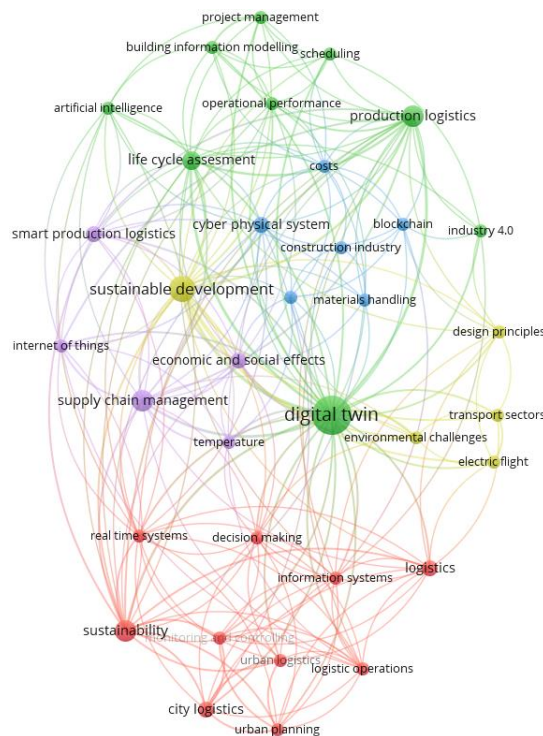 project management
building information modelling
scheduling
artificial intelligence
operational performance
production logistics
life cycle assesment
costs
smart production logistics
cyber physical system
blockchain
industry 4.0
construction industry
sustainable development
materials handling
design principles
internet of things
economic and social effects
supply chain management
digital twin
transport sectors
temperature
environmental challenges
electric flight
real time systems
decision making
information systems
logistics
sustainability
monitoring and controlling
urban logistics
logistic operations
city logistics
urban planning